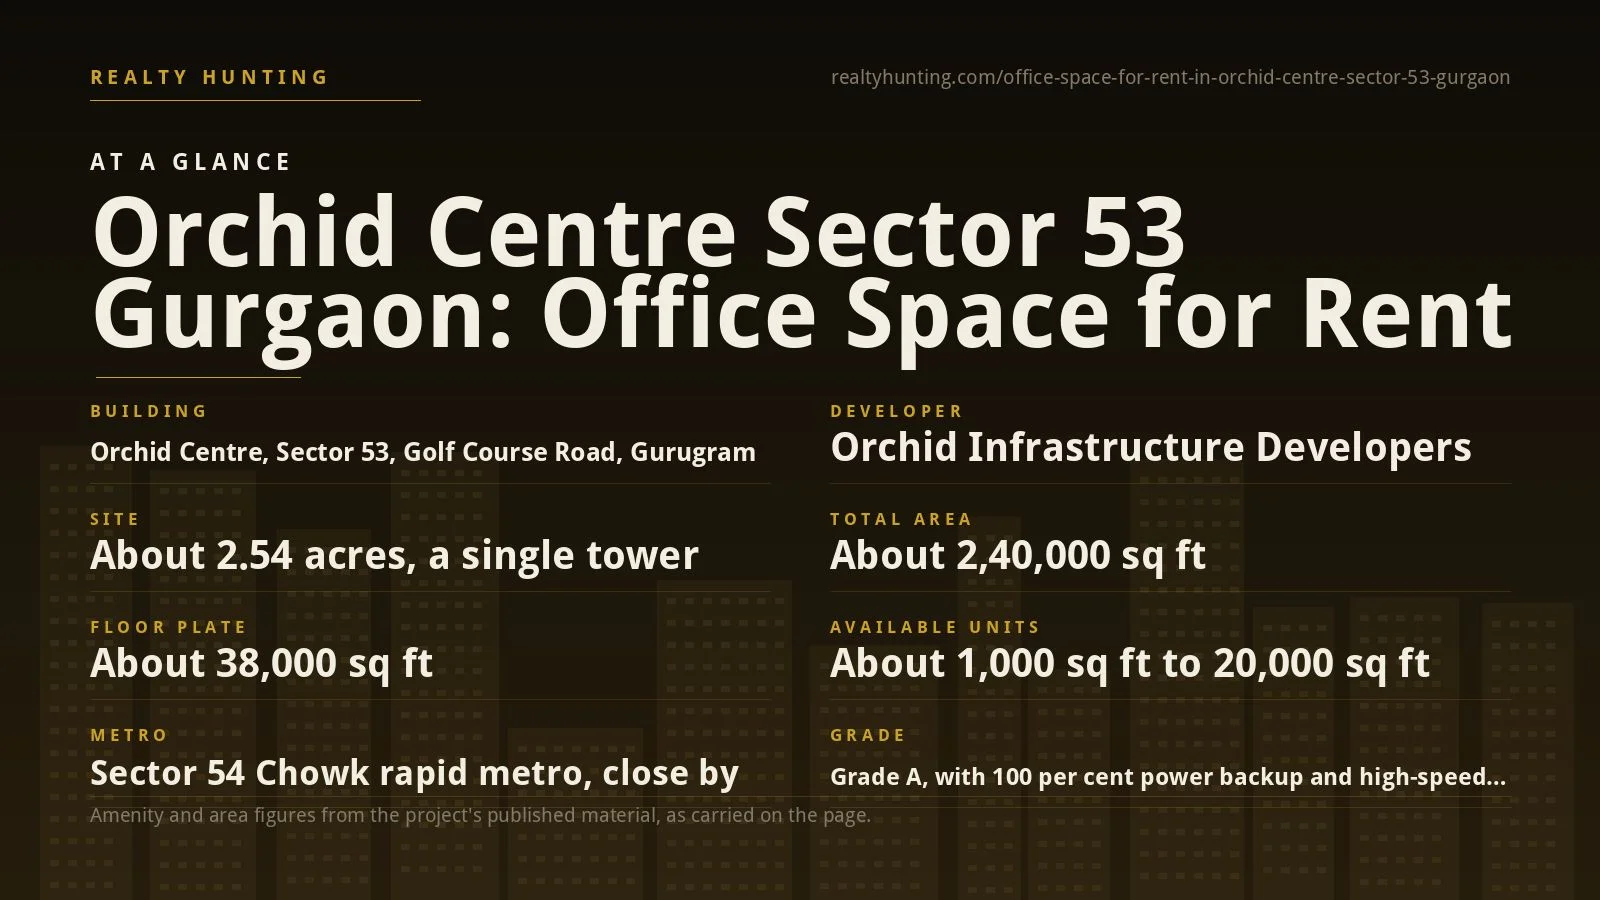 REALTY HUNTING
realtyhunting.com/office-space-for-rent-in-orchid-centre-sector-53-gurgaon
AT A GLANCE
Orchid Centre Sector 53
Gurgaon: Office Space for Rent
BUILDING
Orchid Centre, Sector 53, Golf Course Road, Gurugram
DEVELOPER
Orchid Infrastructure Developers
SITE
About 2.54 acres, a single tower
TOTAL AREA
About 2,40,000 sq ft
FLOOR PLATE
About 38,000 sq ft
AVAILABLE UNITS
About 1,000 sq ft to 20,000 sq ft
METRO
Sector 54 Chowk rapid metro, close by
GRADE
Grade A, with 100 per cent power backup and high-speed...
Amenity and area figures from the project's published material, as carried on the page.